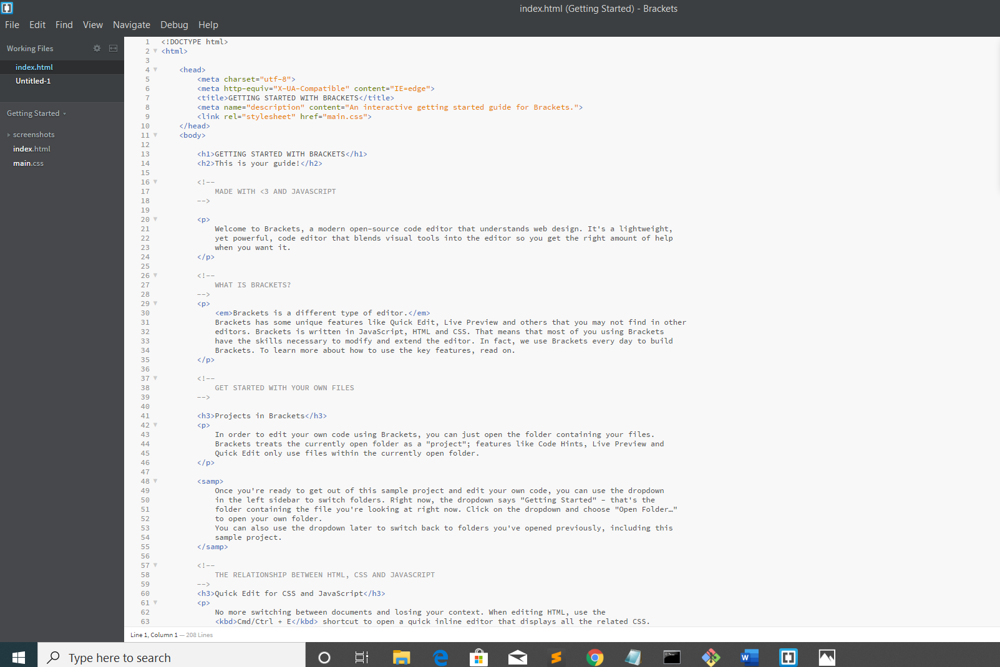 index.html (Getting Started) - Brackets
File Edit Find View Navigate Debug Help
Working Files
index.html
Untitled-1
Getting Started
screenshots
index.html
main.css
1 <!DOCTYPE html>
2 <html>
3
4 <head>
5 <meta charset="utf-8">
6 <meta http-equiv="X-UA-Compatible" content="IE=edge">
7 <title>GETTING STARTED WITH BRACKETS</title>
8 <meta name="description" content="An interactive getting started guide for Brackets.">
9 <link rel="stylesheet" href="main.css">
10 </head>
11 <body>
12
13 <h1>GETTING STARTED WITH BRACKETS</h1>
14 <h2>This is your guide!</h2>
15
16 <!--
17 MADE WITH <3 AND JAVASCRIPT
18 -->
19
20 <p>
21 Welcome to Brackets, a modern open-source code editor that understands web design. It's a lightweight,
22 yet powerful, code editor that blends visual tools into the editor so you get the right amount of help
23 when you want it.
24 </p>
25
26 <!--
27 WHAT IS BRACKETS?
28 -->
29 <p>
30 <em>Brackets is a different type of editor.</em>
31 Brackets has some unique features like Quick Edit, Live Preview and others that you may not find in other
32 editors. Brackets is written in JavaScript, HTML and CSS. That means that most of you using Brackets
33 have the skills necessary to modify and extend the editor. In fact, we use Brackets every day to build
34 Brackets. To learn more about how to use the key features, read on.
35 </p>
36
37 <!--
38 GET STARTED WITH YOUR OWN FILES
39 -->
40
41 <h3>Projects in Brackets</h3>
42 <p>
43 In order to edit your own code using Brackets, you can just open the folder containing your files.
44 Brackets treats the currently open folder as a "project"; features like Code Hints, Live Preview and
45 Quick Edit only use files within the currently open folder.
46 </p>
47
48 <samp>
49 Once you're ready to get out of this sample project and edit your own code, you can use the dropdown
50 in the left sidebar to switch folders. Right now, the dropdown says "Getting Started" - that's the
51 folder containing the file you're looking at right now. Click on the dropdown and choose "Open Folder…"
52 to open your own folder.
53 You can also use the dropdown later to switch back to folders you've opened previously, including this
54 sample project.
55 </samp>
56
57 <!--
58 THE RELATIONSHIP BETWEEN HTML, CSS AND JAVASCRIPT
59 -->
60 <h3>Quick Edit for CSS and JavaScript</h3>
61 <p>
62 No more switching between documents and losing your context. When editing HTML, use the
63 <kbd>Cmd/Ctrl + E</kbd> shortcut to open a quick inline editor that displays all the related CSS.
Line 1, Column 1 — 208 Lines
Type here to search